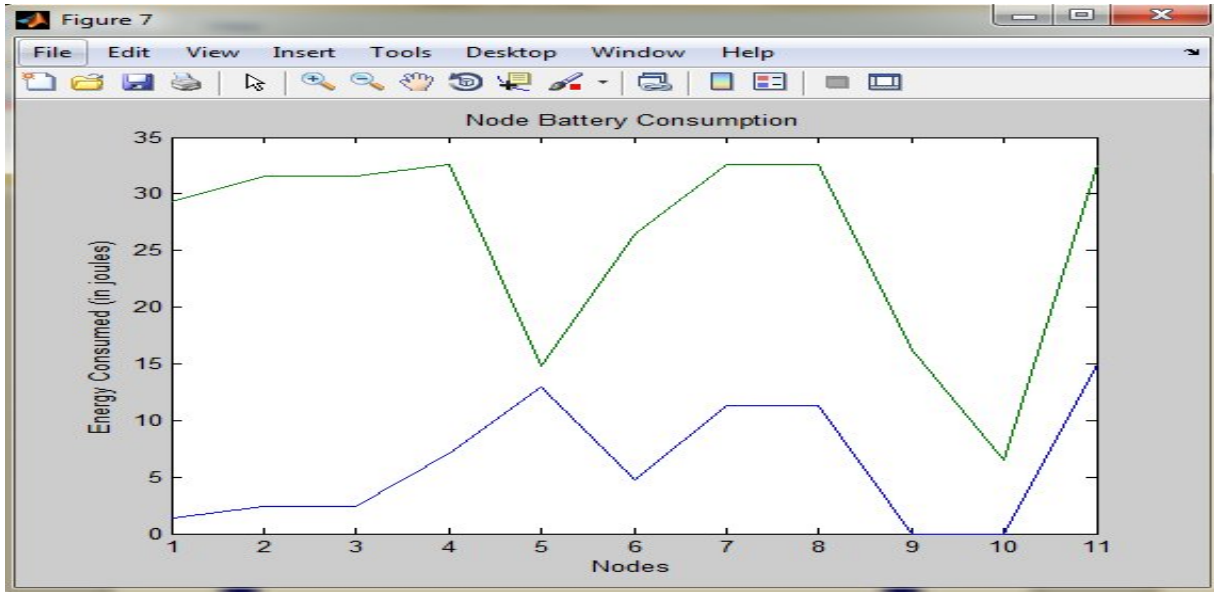 Figure 7
File Edit View Insert Tools Desktop Window Help
Node Battery Consumption
Energy Consumed (in joules)
35
30
25
20
15
10
5
0
1 2 3 4 5 6 7 8 9 10 11
Nodes